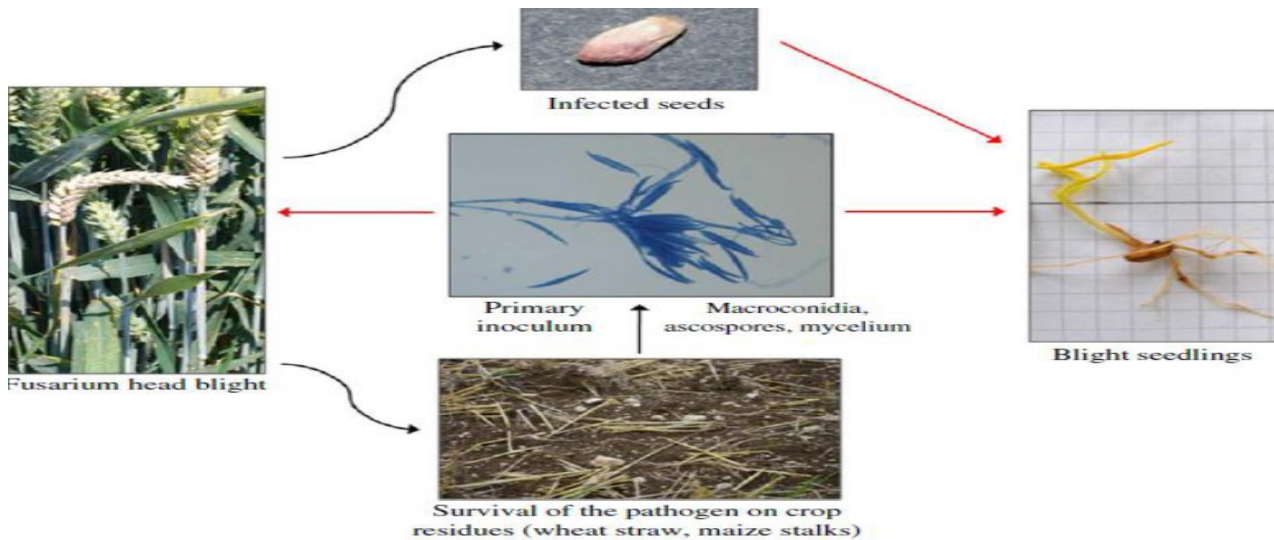 Infected seeds
Primary
inoculum
Macroconidia,
ascospores, mycelium
Fusarium head blight
Blight seedlings
Survival of the pathogen on crop
residues (wheat straw, maize stalks)